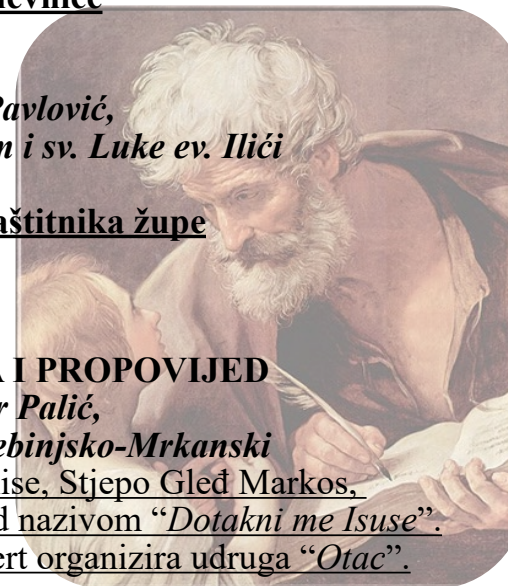 Pavlović,
i sv. Luke ev. Ilići
aštitnika župe
A I PROPOVIJED
r Palić,
ebinjsko-Mrkanski
ise, Stjepo Gleđ Markos,
d nazivom “Dotakni me Isuse”.
ert organizira udruga “Otac”.